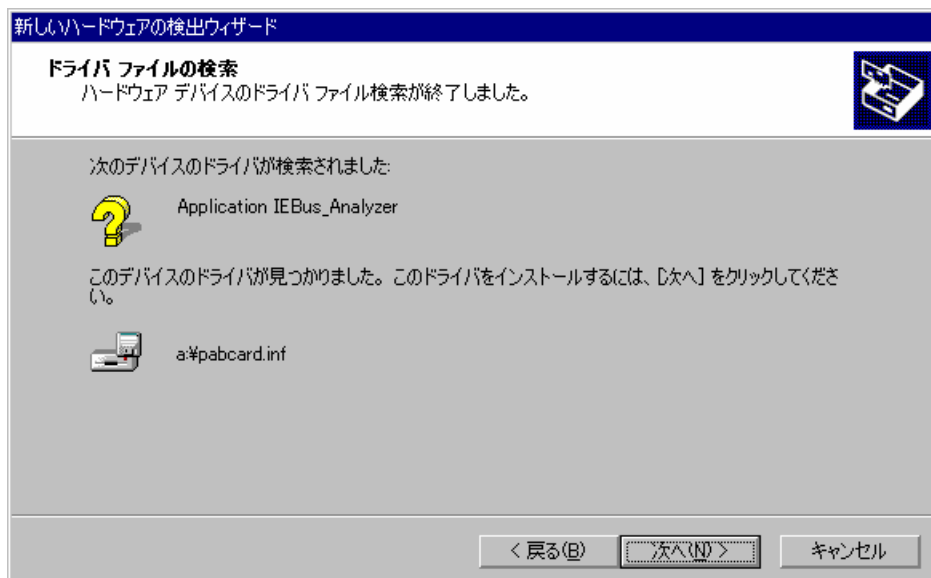 新しいハードウェアの検出ウィザード
ドライバ ファイルの検索
ハードウェア デバイスのドライバ ファイル検索が終了しました。
次のデバイスのドライバが検索されました:
Application IEBus_Analyzer
このデバイスのドライバが見つかりました。このドライバをインストールするには、[次へ] をクリックしてくださ
い。
a:¥pabcard.inf
< 戻る(B)
次へ(N) >
キャンセル